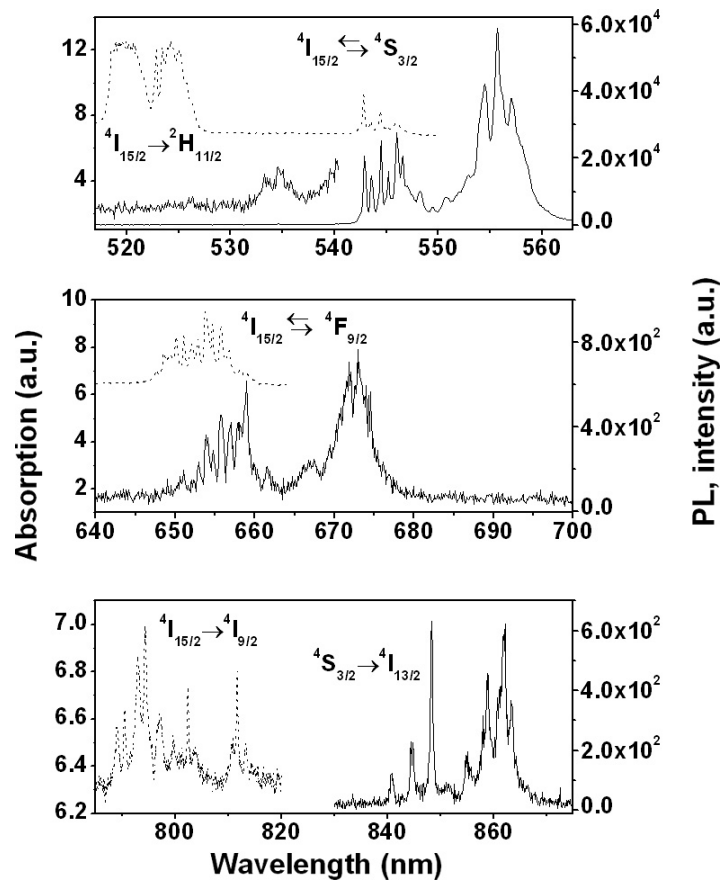 12
8
4
⁴I₁₅/₂ ⇆ ⁴S₃/₂
⁴I₁₅/₂→²H₁₁/₂
6.0x10⁴
4.0x10⁴
2.0x10⁴
0.0
520 530 540 550 560
10
8
6
4
2
⁴I₁₅/₂ ⇆ ⁴F₉/₂
8.0x10²
4.0x10²
0.0
640 650 660 670 680 690 700
Absorption (a.u.)
PL, intensity (a.u.)
7.0
6.8
6.6
6.4
6.2
⁴I₁₅/₂→⁴I₉/₂
⁴S₃/₂→⁴I₁₃/₂
6.0x10²
4.0x10²
2.0x10²
0.0
800 820 840 860
Wavelength (nm)